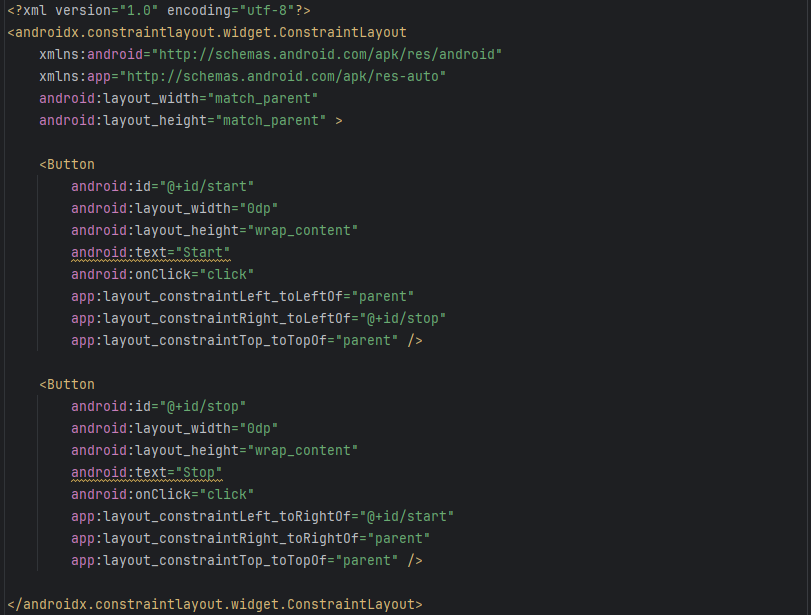 <?xml version="1.0" encoding="utf-8"?>
<androidx.constraintlayout.widget.ConstraintLayout
    xmlns:android="http://schemas.android.com/apk/res/android"
    xmlns:app="http://schemas.android.com/apk/res-auto"
    android:layout_width="match_parent"
    android:layout_height="match_parent" >

    <Button
        android:id="@+id/start"
        android:layout_width="0dp"
        android:layout_height="wrap_content"
        android:text="Start"
        android:onClick="click"
        app:layout_constraintLeft_toLeftOf="parent"
        app:layout_constraintRight_toLeftOf="@+id/stop"
        app:layout_constraintTop_toTopOf="parent" />

    <Button
        android:id="@+id/stop"
        android:layout_width="0dp"
        android:layout_height="wrap_content"
        android:text="Stop"
        android:onClick="click"
        app:layout_constraintLeft_toRightOf="@+id/start"
        app:layout_constraintRight_toRightOf="parent"
        app:layout_constraintTop_toTopOf="parent" />

</androidx.constraintlayout.widget.ConstraintLayout>